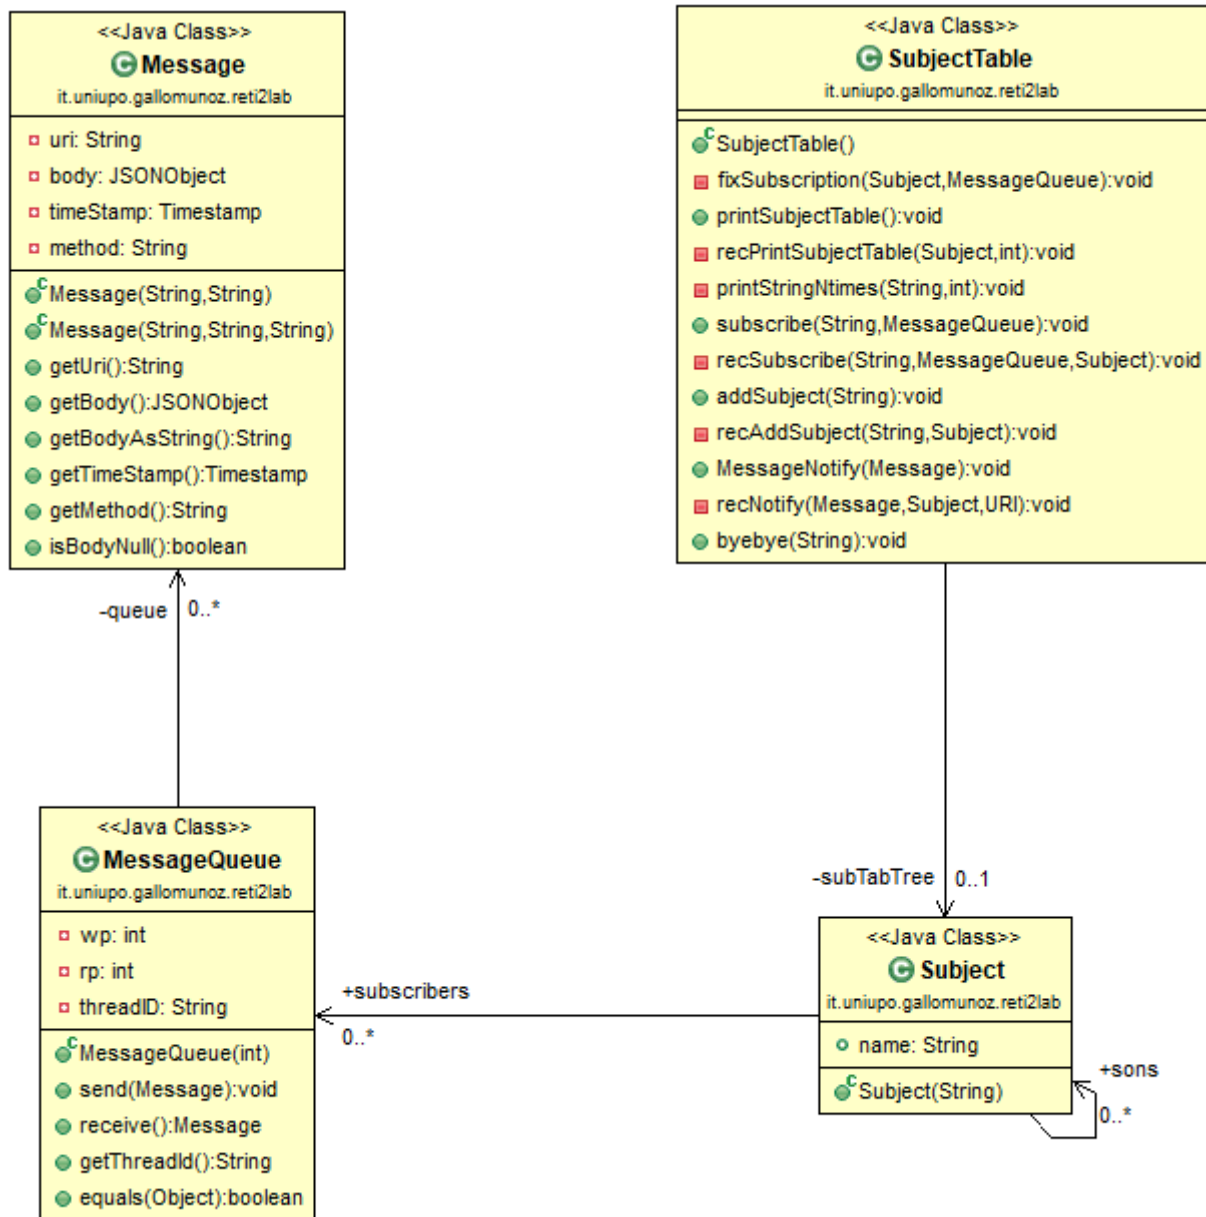 <<Java Class>>
Message
it.uniupo.gallomunoz.reti2lab
uri: String
body: JSONObject
timeStamp: Timestamp
method: String
Message(String,String)
Message(String,String,String)
getUri():String
getBody():JSONObject
getBodyAsString():String
getTimeStamp():Timestamp
getMethod():String
isBodyNull():boolean
<<Java Class>>
SubjectTable
it.uniupo.gallomunoz.reti2lab
SubjectTable()
fixSubscription(Subject,MessageQueue):void
printSubjectTable():void
recPrintSubjectTable(Subject,int):void
printStringNtimes(String,int):void
subscribe(String,MessageQueue):void
recSubscribe(String,MessageQueue,Subject):void
addSubject(String):void
recAddSubject(String,Subject):void
MessageNotify(Message):void
recNotify(Message,Subject,URI):void
byebye(String):void
-queue 0..*
-subTabTree 0..1
<<Java Class>>
MessageQueue
it.uniupo.gallomunoz.reti2lab
wp: int
rp: int
threadID: String
MessageQueue(int)
send(Message):void
receive():Message
getThreadId():String
equals(Object):boolean
+subscribers
0..*
<<Java Class>>
Subject
it.uniupo.gallomunoz.reti2lab
name: String
Subject(String)
+sons
0..*